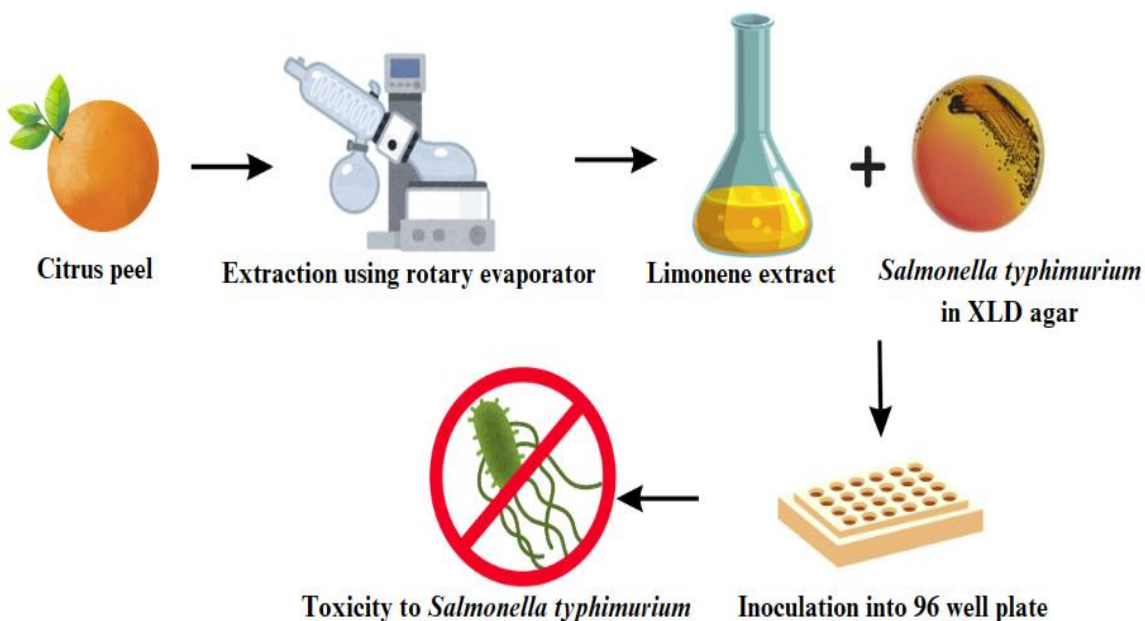 Citrus peel
Extraction using rotary evaporator
Limonene extract
Salmonella typhimurium
in XLD agar
Toxicity to Salmonella typhimurium
Inoculation into 96 well plate